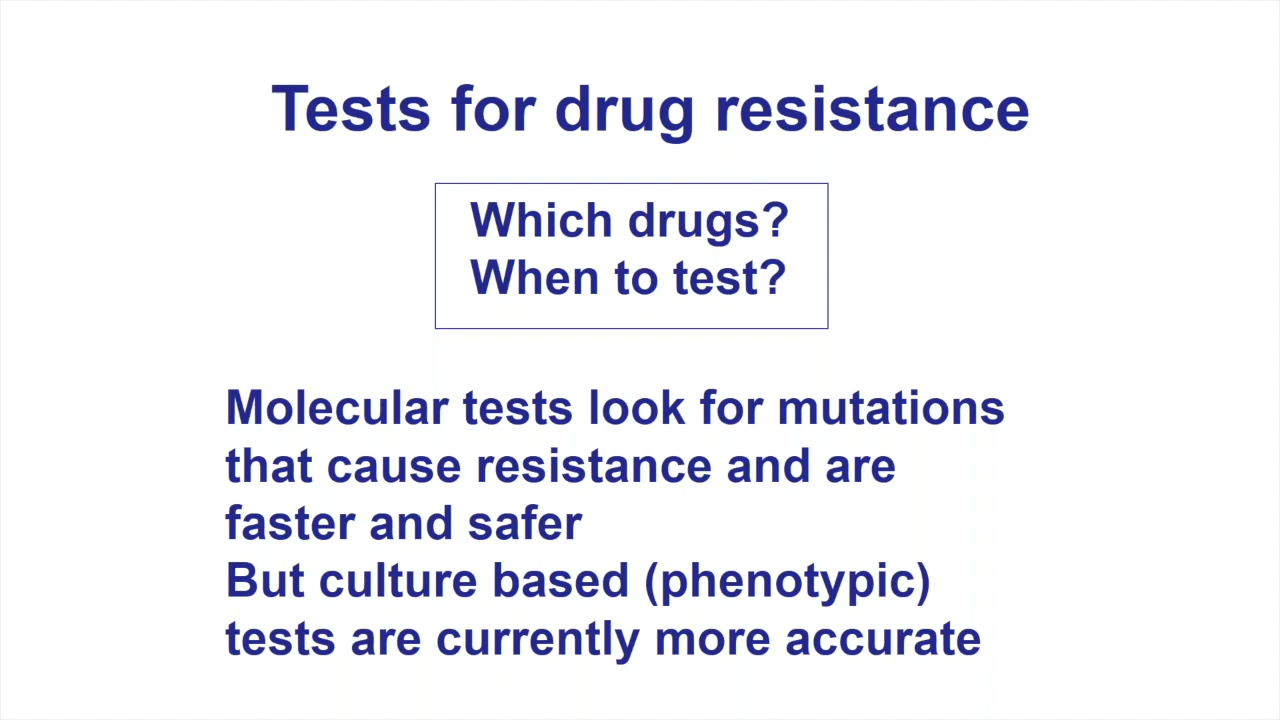 Tests for drug resistance
Which drugs?
When to test?
Molecular tests look for mutations
that cause resistance and are
faster and safer
But culture based (phenotypic)
tests are currently more accurate